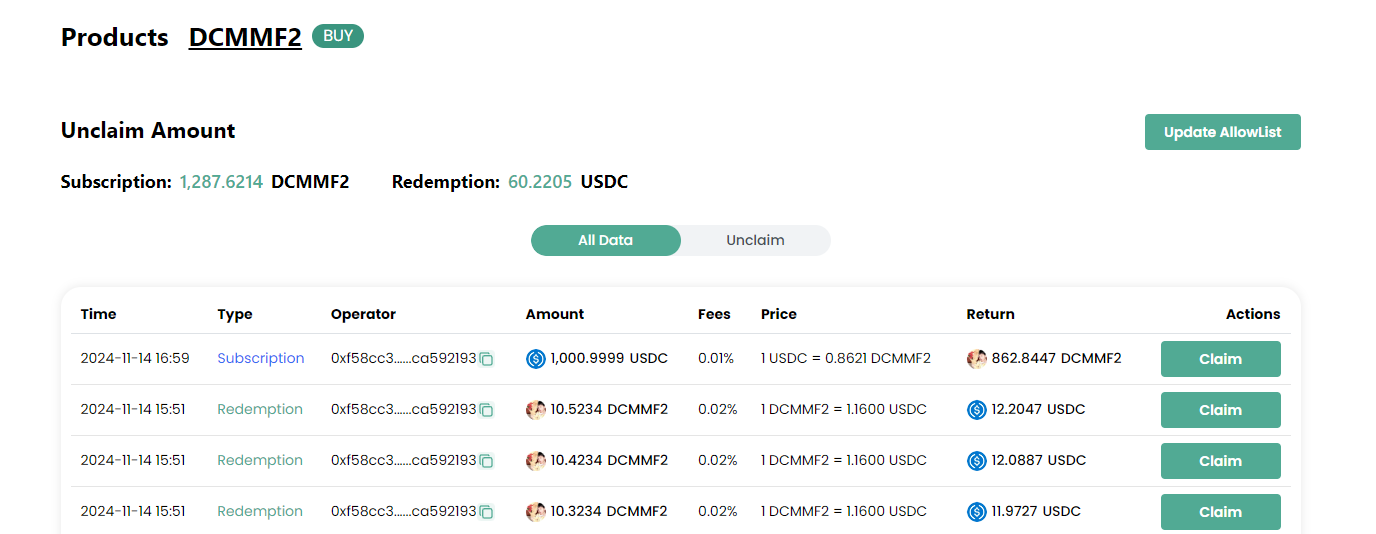 Products DCMMF2 BUY
Unclaim Amount
Update AllowList
Subscription: 1,287.6214 DCMMF2 Redemption: 60.2205 USDC
All Data Unclaim
Time Type Operator Amount Fees Price Return Actions
2024-11-14 16:59 Subscription 0xf58cc3......ca592193 1,000.9999 USDC 0.01% 1 USDC = 0.8621 DCMMF2 862.8447 DCMMF2 Claim
2024-11-14 15:51 Redemption 0xf58cc3......ca592193 10.5234 DCMMF2 0.02% 1 DCMMF2 = 1.1600 USDC 12.2047 USDC Claim
2024-11-14 15:51 Redemption 0xf58cc3......ca592193 10.4234 DCMMF2 0.02% 1 DCMMF2 = 1.1600 USDC 12.0887 USDC Claim
2024-11-14 15:51 Redemption 0xf58cc3......ca592193 10.3234 DCMMF2 0.02% 1 DCMMF2 = 1.1600 USDC 11.9727 USDC Claim